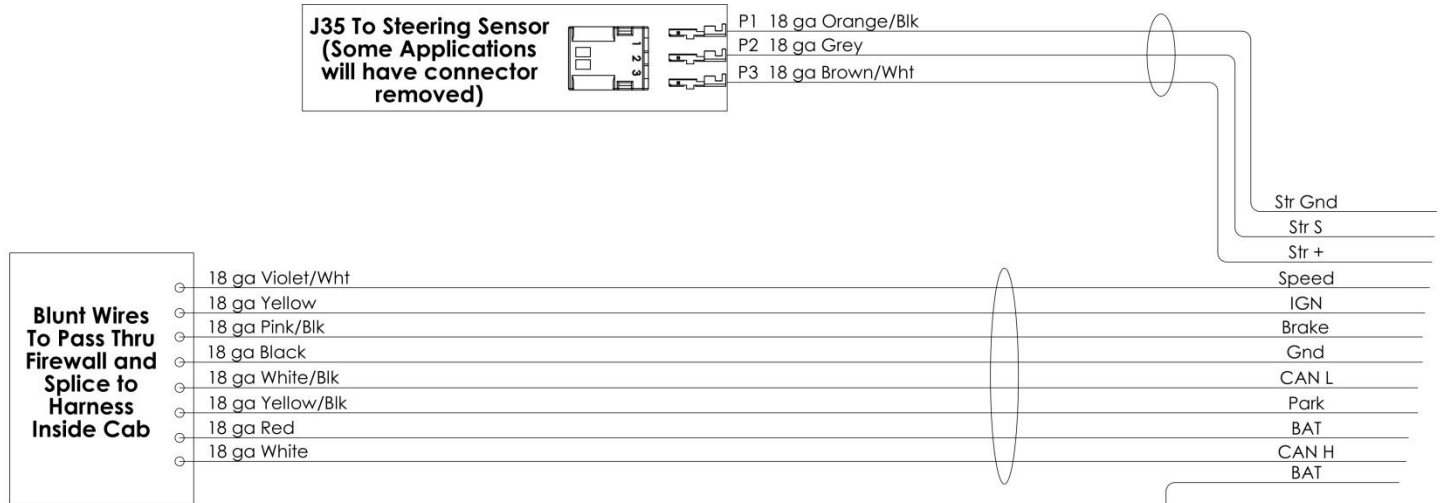 J35 To Steering Sensor
(Some Applications
will have connector
removed)
1
2
3
P1 18 ga Orange/Blk
P2 18 ga Grey
P3 18 ga Brown/Wht
Str Gnd
Str S
Str +
Blunt Wires
To Pass Thru
Firewall and
Splice to
Harness
Inside Cab
18 ga Violet/Wht Speed
18 ga Yellow IGN
18 ga Pink/Blk Brake
18 ga Black Gnd
18 ga White/Blk CAN L
18 ga Yellow/Blk Park
18 ga Red BAT
18 ga White CAN H
BAT